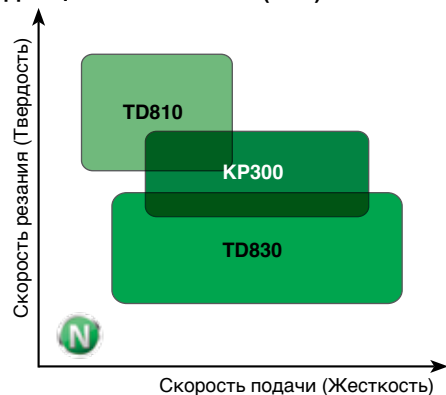 Скорость резания (Твердость)
TD810
KP300
TD830
N
Скорость подачи (Жесткость)